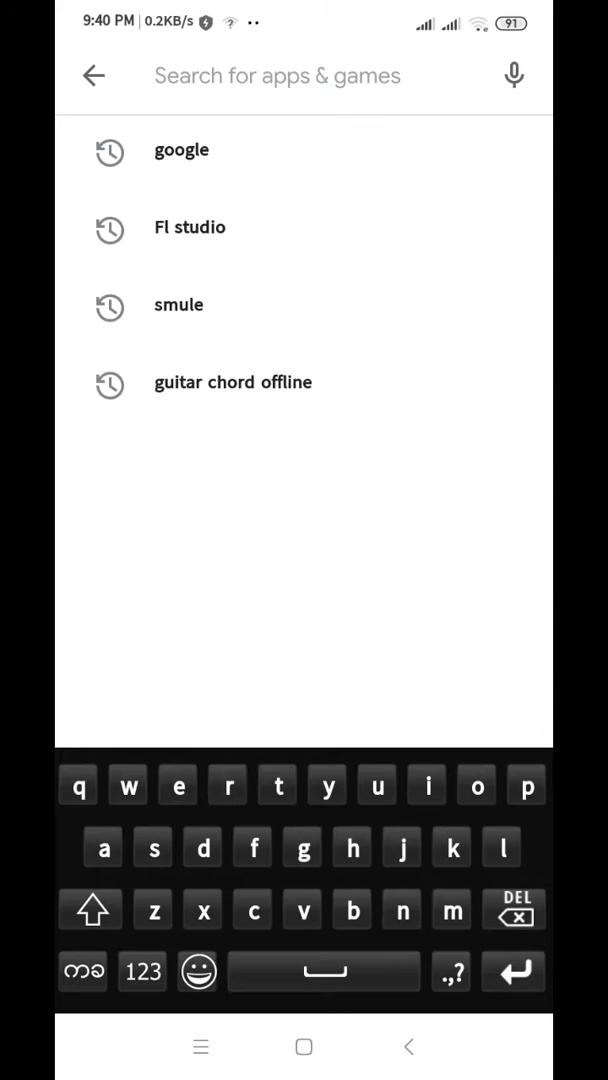 9:40 PM | 0.2KB/s 91
Search for apps & games
google
Fl studio
smule
guitar chord offline
q w e r t y u i o p
a s d f g h j k l
z x c v b n m DEL
ကခ 123 .,?